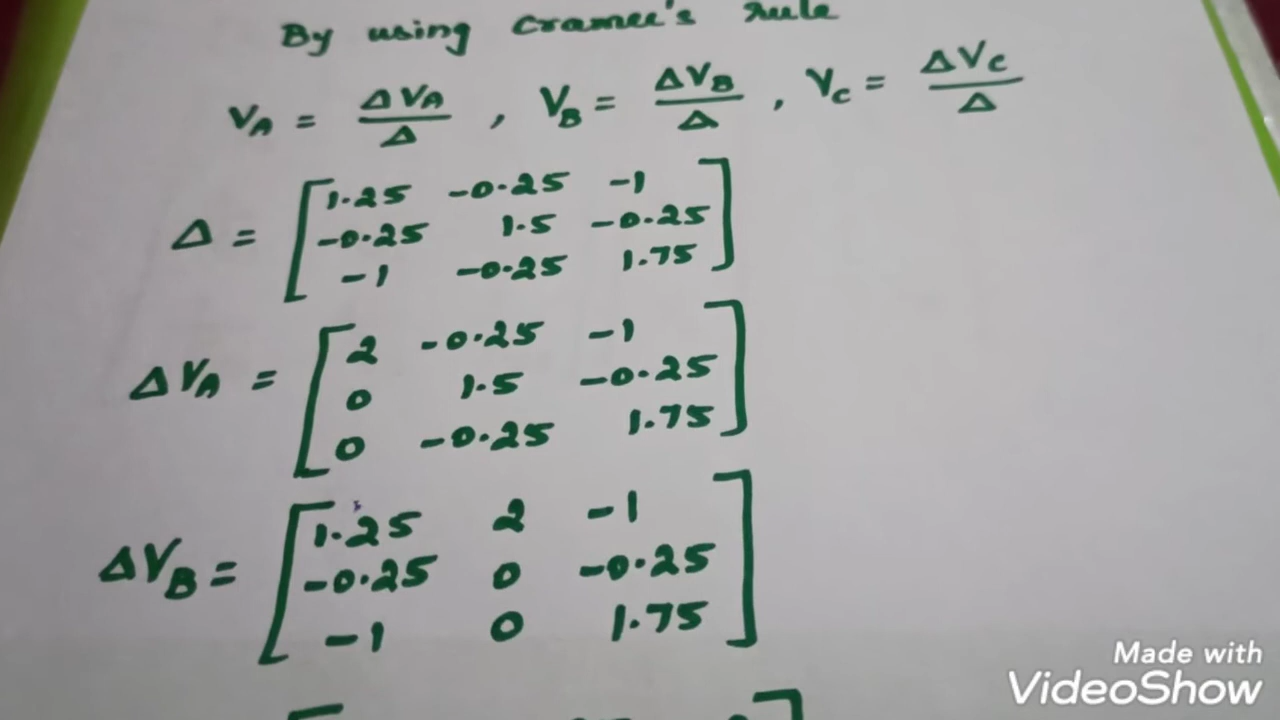 By using Cramer's Rule
VA = ΔVA/Δ , VB = ΔVB/Δ , VC = ΔVC/Δ
Δ = [1.25 -0.25 -1
-0.25 1.5 -0.25
-1 -0.25 1.75]
ΔVA = [2 -0.25 -1
0 1.5 -0.25
0 -0.25 1.75]
ΔVB = [1.25 2 -1
-0.25 0 -0.25
-1 0 1.75]
Made with
VideoShow